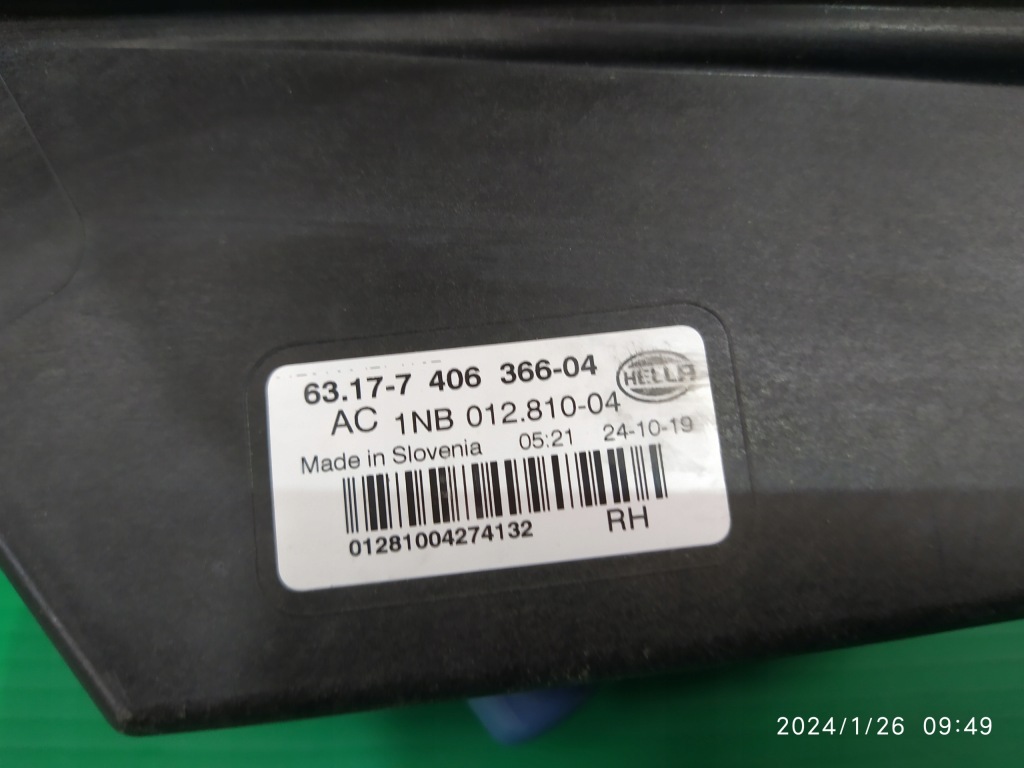 63.17-7 406 366-04
HELLA
AC 1NB 012.810-04
Made in Slovenia 05:21 24-10-19
01281004274132
RH
2024/1/26 09:49